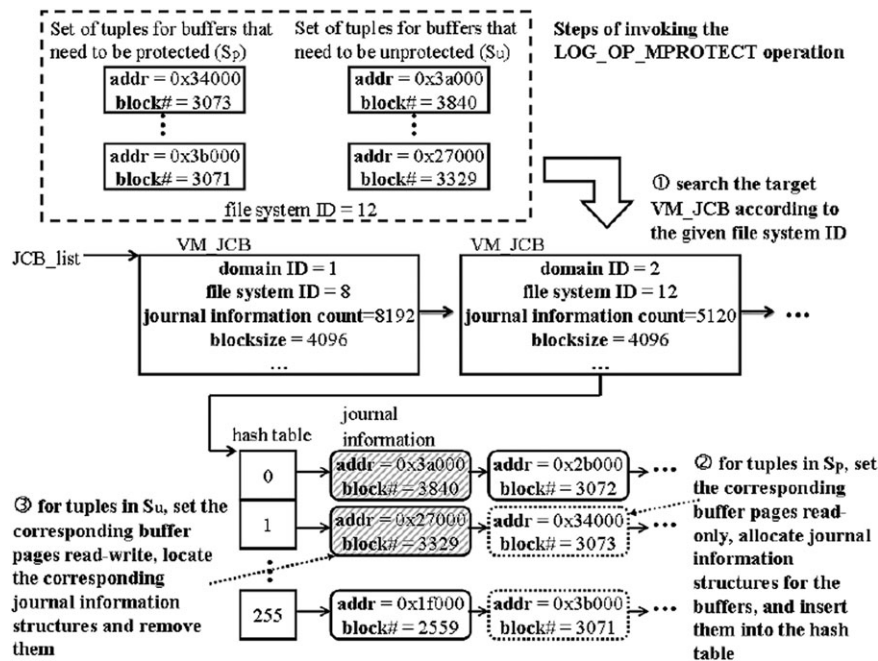 Set of tuples for buffers that
need to be protected (Sp)
Set of tuples for buffers that
need to be unprotected (Su)
Steps of invoking the
LOG_OP_MPROTECT operation
addr = 0x34000
block# = 3073
addr = 0x3a000
block# = 3840
addr = 0x3b000
block# = 3071
addr = 0x27000
block# = 3329
file system ID = 12
① search the target
VM_JCB according to
the given file system ID
JCB_list
VM_JCB
domain ID = 1
file system ID = 8
journal information count=8192
blocksize = 4096
...
VM_JCB
domain ID = 2
file system ID = 12
journal information count=5120
blocksize = 4096
...
...
hash table
journal
information
0
addr = 0x3a000
block# = 3840
addr = 0x2b000
block# = 3072
...
1
addr = 0x27000
block# = 3329
addr = 0x34000
block# = 3073
...
255
addr = 0x1f000
block# = 2559
addr = 0x3b000
block# = 3071
...
② for tuples in Sp, set
the corresponding
buffer pages read-
only, allocate journal
information
structures for the
buffers, and insert
them into the hash
table
③ for tuples in Su, set the
corresponding buffer
pages read-write, locate
the corresponding
journal information
structures and remove
them